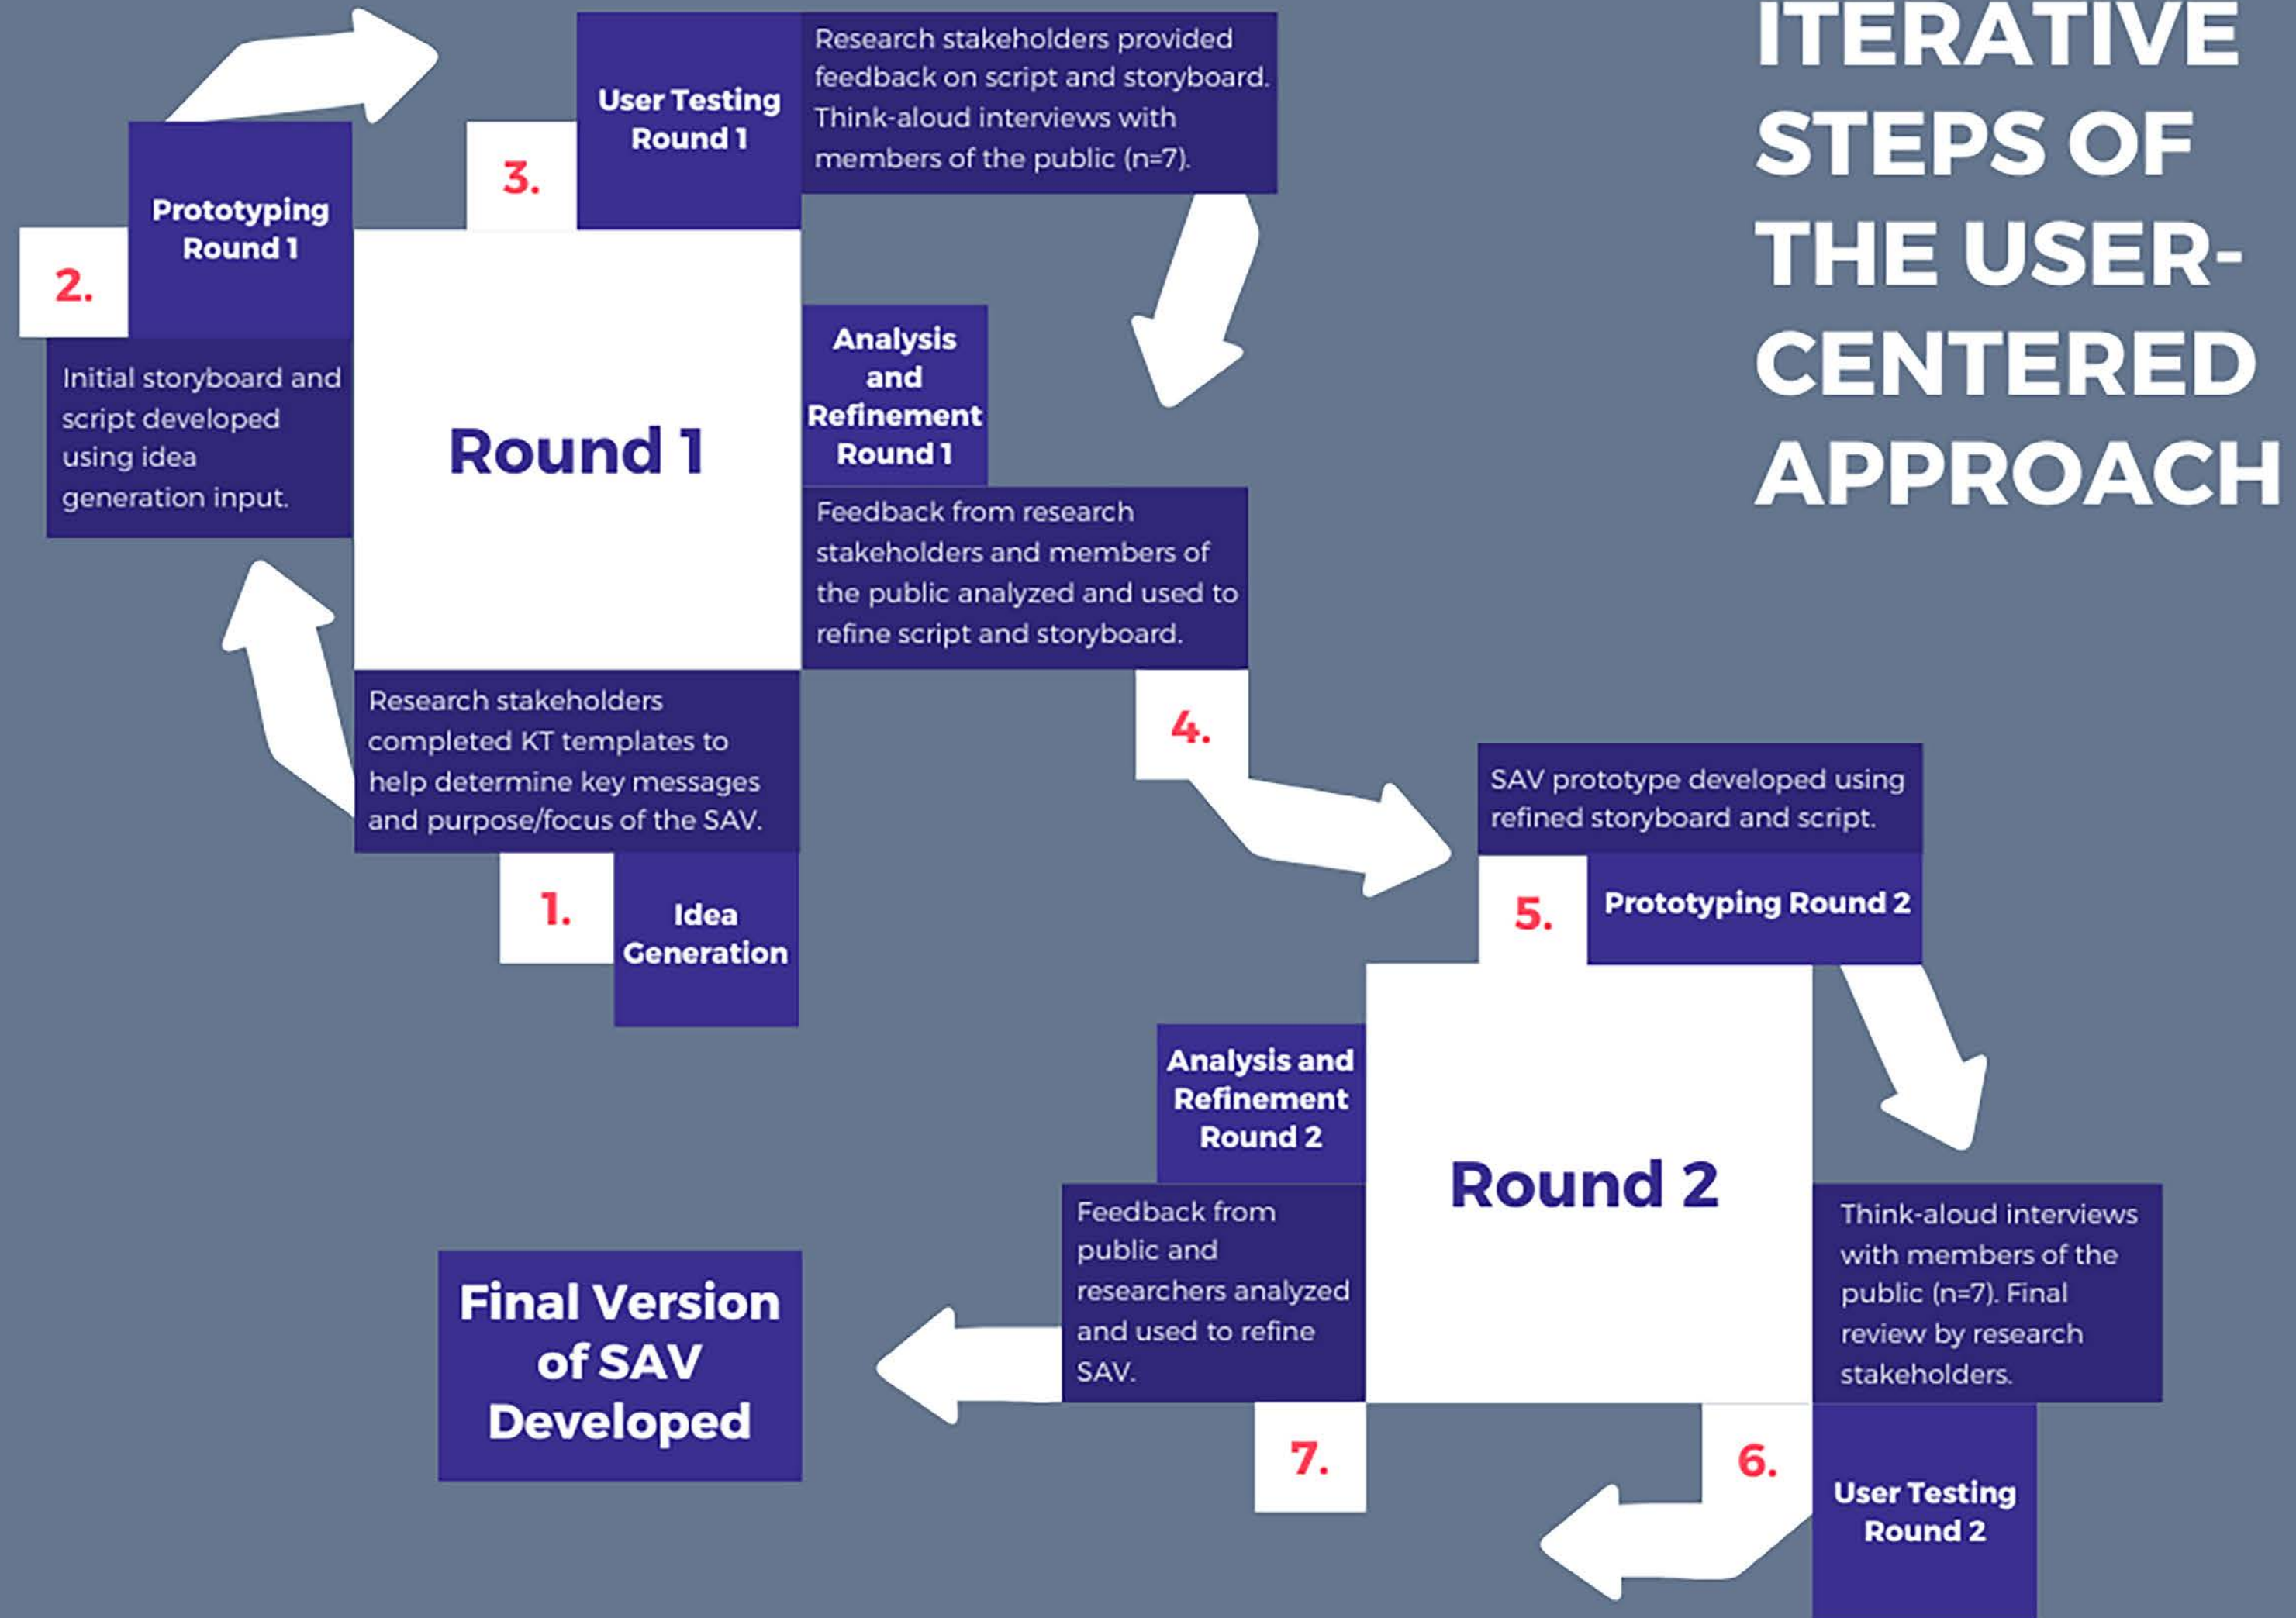 ITERATIVE
STEPS OF
THE USER-
CENTERED
APPROACH
Round 1
1.
Idea
Generation
Research stakeholders
completed KT templates to
help determine key messages
and purpose/focus of the SAV.
2.
Prototyping
Round 1
Initial storyboard and
script developed
using idea
generation input.
3.
User Testing
Round 1
Research stakeholders provided
feedback on script and storyboard.
Think-aloud interviews with
members of the public (n=7).
Analysis
and
Refinement
Round 1
Feedback from research
stakeholders and members of
the public analyzed and used to
refine script and storyboard.
4.
SAV prototype developed using
refined storyboard and script.
5.
Prototyping Round 2
Round 2
Think-aloud interviews
with members of the
public (n=7). Final
review by research
stakeholders.
6.
User Testing
Round 2
Analysis and
Refinement
Round 2
Feedback from
public and
researchers analyzed
and used to refine
SAV.
7.
Final Version
of SAV
Developed